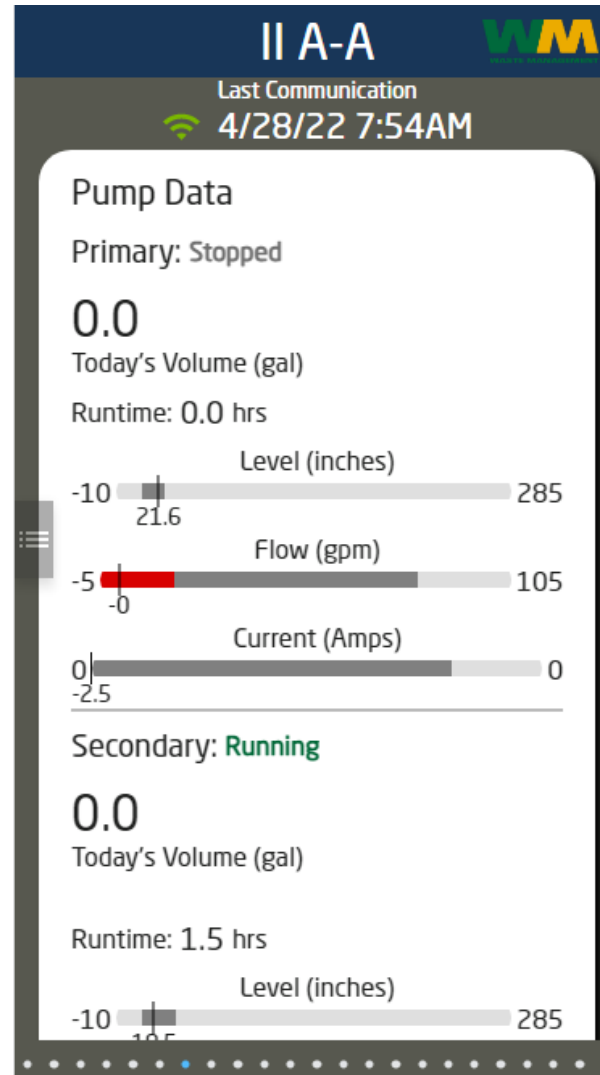 II A-A
WM
WASTE MANAGEMENT
Last Communication
4/28/22 7:54AM
Pump Data
Primary: Stopped
0.0
Today's Volume (gal)
Runtime: 0.0 hrs
Level (inches)
-10 285
21.6
Flow (gpm)
-5 105
-0
Current (Amps)
0 0
-2.5
Secondary: Running
0.0
Today's Volume (gal)
Runtime: 1.5 hrs
Level (inches)
-10 285